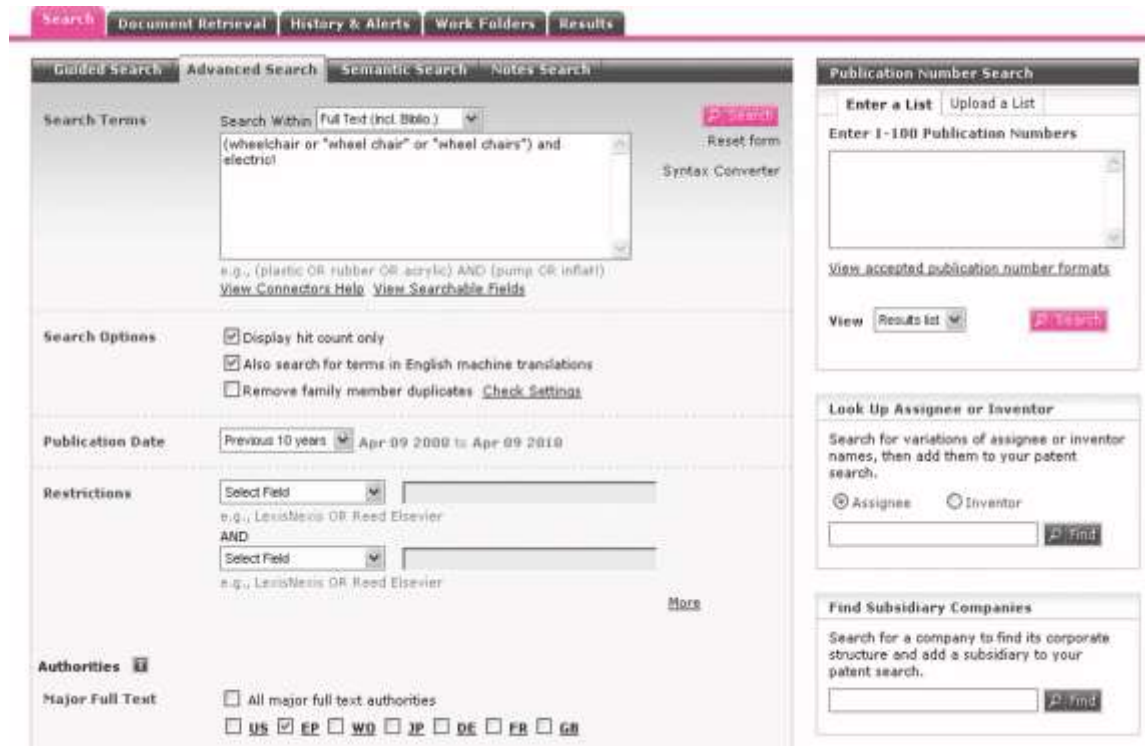 Search Document Retrieval History & Alerts Work Folders Results
Guided Search Advanced Search Semantic Search Notes Search
Search Terms
Search Within Full Text (Incl. Biblio.)
(wheelchair or "wheel chair" or "wheel chairs") and
electric!
Search
Reset form
Syntax Converter
e.g., (plastic OR rubber OR acrylic) AND (pump OR inflat!)
View Connectors Help View Searchable Fields
Search Options
Display hit count only
Also search for terms in English machine translations
Remove family member duplicates Check Settings
Publication Date
Previous 10 years Apr 09 2000 to Apr 09 2010
Restrictions
Select Field
e.g., LexisNexis OR Reed Elsevier
AND
Select Field
e.g., LexisNexis OR Reed Elsevier
More
Authorities
Major Full Text
All major full text authorities
US EP WO JP DE FR GB
Publication Number Search
Enter a List Upload a List
Enter 1-100 Publication Numbers
View accepted publication number formats
View Results list Search
Look Up Assignee or Inventor
Search for variations of assignee or inventor
names, then add them to your patent
search.
Assignee Inventor
Find
Find Subsidiary Companies
Search for a company to find its corporate
structure and add a subsidiary to your
patent search.
Find